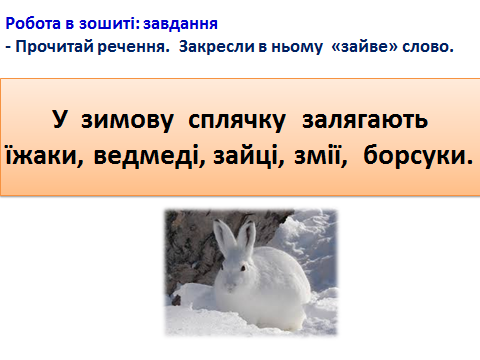 Робота в зошиті: завдання
- Прочитай речення. Закресли в ньому «зайве» слово.
У зимову сплячку залягають
їжаки, ведмеді, зайці, змії, борсуки.